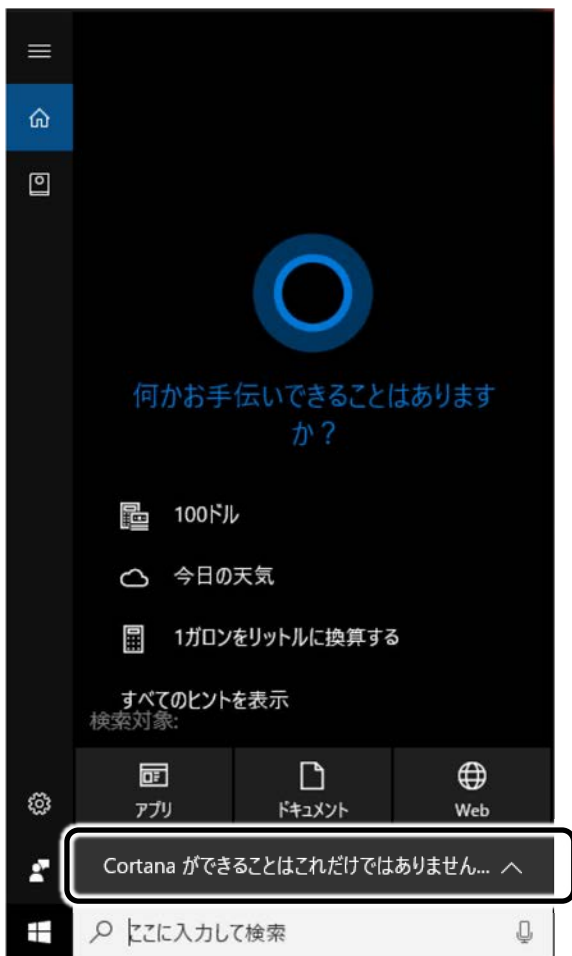 何かお手伝いできることはあります
か？
100ドル
今日の天気
1ガロンをリットルに換算する
すべてのヒントを表示
検索対象:
アプリ ドキュメント Web
Cortana ができることはこれだけではありません...
ここに入力して検索